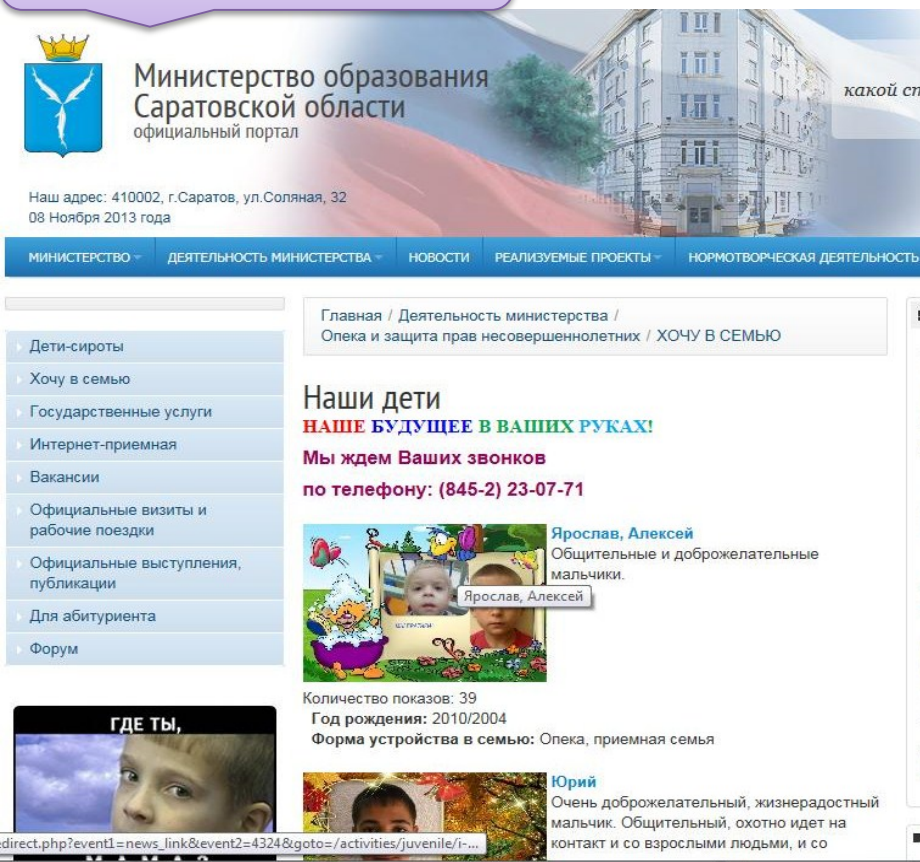 Министерство образования
Саратовской области
официальный портал
какой
Наш адрес: 410002, г.Саратов, ул.Соляная, 32
08 Ноября 2013 года
МИНИСТЕРСТВО
ДЕЯТЕЛЬНОСТЬ МИНИСТЕРСТВА
НОВОСТИ
РЕАЛИЗУЕМЫЕ ПРОЕКТЫ
НОРМОТВОРЧЕСКАЯ ДЕЯТЕЛЬНОСТЬ
Дети-сироты
Хочу в семью
Государственные услуги
Интернет-приемная
Вакансии
Официальные визиты и
рабочие поездки
Официальные выступления,
публикации
Для абитуриента
Форум
ГДЕ ТЫ,
МАМА?
Главная / Деятельность министерства /
Опека и защита прав несовершеннолетних / ХОЧУ В СЕМЬЮ
Наши дети
НАШЕ БУДУЩЕЕ В ВАШИХ РУКАХ!
Мы ждем Ваших звонков
по телефону: (845-2) 23-07-71
Ярослав, Алексей
Общительные и доброжелательные
мальчики.
Ярослав, Алексей
Количество показов: 39
Год рождения: 2010/2004
Форма устройства в семью: Опека, приемная семья
Юрий
Очень доброжелательный, жизнерадостный
мальчик. Общительный, охотно идет на
контакт и со взрослыми людьми, и со
direct.php?event1=news_link&event2=4324&goto=/activities/juvenile/i-...